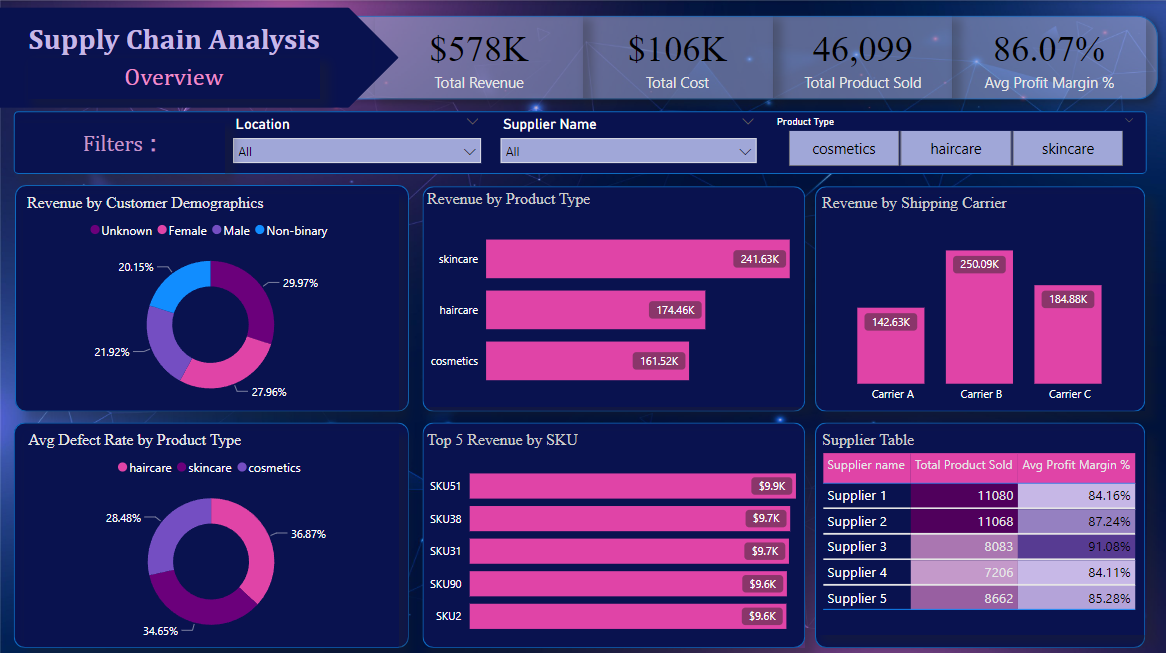 Supply Chain Analysis
Overview
$578K
Total Revenue
$106K
Total Cost
46,099
Total Product Sold
86.07%
Avg Profit Margin %
Filters :
Location
All
Supplier Name
All
Product Type
cosmetics
haircare
skincare
Revenue by Customer Demographics
Unknown Female Male Non-binary
20.15%
29.97%
21.92%
27.96%
Revenue by Product Type
skincare 241.63K
haircare 174.46K
cosmetics 161.52K
Revenue by Shipping Carrier
142.63K
250.09K
184.88K
Carrier A Carrier B Carrier C
Avg Defect Rate by Product Type
haircare skincare cosmetics
28.48%
36.87%
34.65%
Top 5 Revenue by SKU
SKU51 $9.9K
SKU38 $9.7K
SKU31 $9.7K
SKU90 $9.6K
SKU2 $9.6K
Supplier Table
Supplier name Total Product Sold Avg Profit Margin %
Supplier 1 11080 84.16%
Supplier 2 11068 87.24%
Supplier 3 8083 91.08%
Supplier 4 7206 84.11%
Supplier 5 8662 85.28%